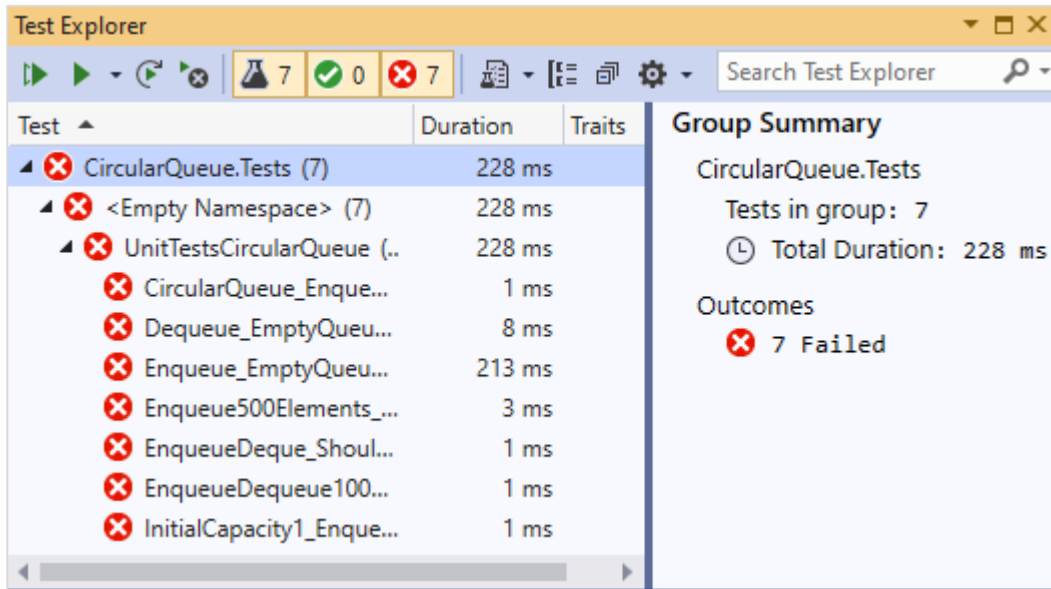 Test Explorer
7 0 7 Search Test Explorer
Test Duration Traits
CircularQueue.Tests (7) 228 ms
<Empty Namespace> (7) 228 ms
UnitTestsCircularQueue (.. 228 ms
CircularQueue_Enque... 1 ms
Dequeue_EmptyQueu... 8 ms
Enqueue_EmptyQueu... 213 ms
Enqueue500Elements_... 3 ms
EnqueueDeque_Shoul... 1 ms
EnqueueDequeue100... 1 ms
InitialCapacity1_Enque... 1 ms
Group Summary
CircularQueue.Tests
Tests in group: 7
Total Duration: 228 ms
Outcomes
7 Failed